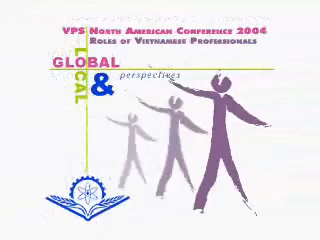 VPS North American Conference 2004
Roles of Vietnamese Professionals
GLOBAL
LOCAL
&
perspectives